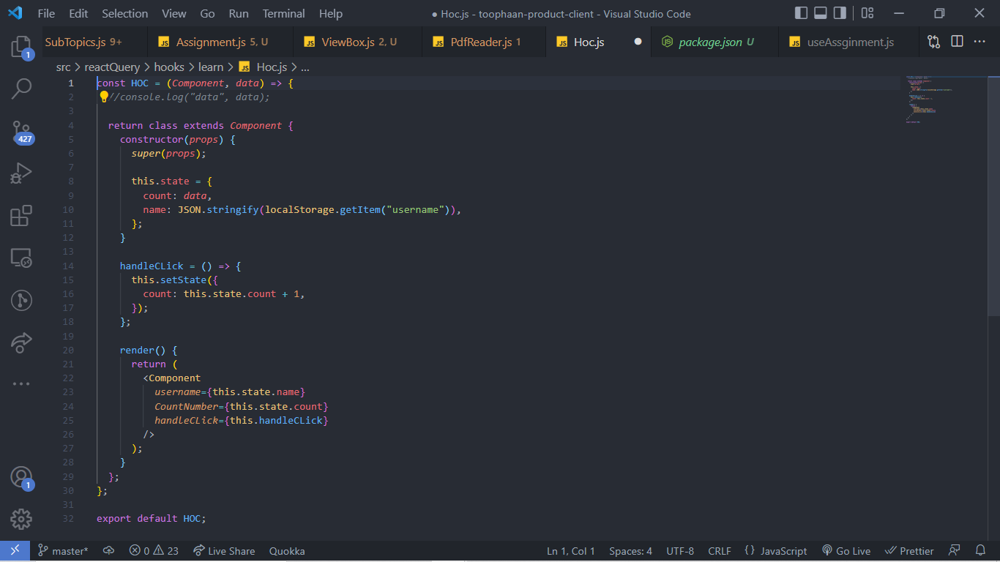 File Edit Selection View Go Run Terminal Help ● Hoc.js - toophaan-product-client - Visual Studio Code
SubTopics.js 9+ JS Assignment.js 5, U JS ViewBox.js 2, U JS PdfReader.js 1 JS Hoc.js ● package.json U JS useAssginment.js ...
src > reactQuery > hooks > learn > JS Hoc.js > ...
1 const HOC = (Component, data) => {
2 //console.log("data", data);
3
4 return class extends Component {
5 constructor(props) {
6 super(props);
7
8 this.state = {
9 count: data,
10 name: JSON.stringify(localStorage.getItem("username")),
11 };
12 }
13
14 handleCLick = () => {
15 this.setState({
16 count: this.state.count + 1,
17 });
18 };
19
20 render() {
21 return (
22 <Component
23 username={this.state.name}
24 CountNumber={this.state.count}
25 handleCLick={this.handleCLick}
26 />
27 );
28 }
29 };
30 };
31
32 export default HOC;
1
427
1
master* 0 23 Live Share Quokka Ln 1, Col 1 Spaces: 4 UTF-8 CRLF {} JavaScript Go Live Prettier